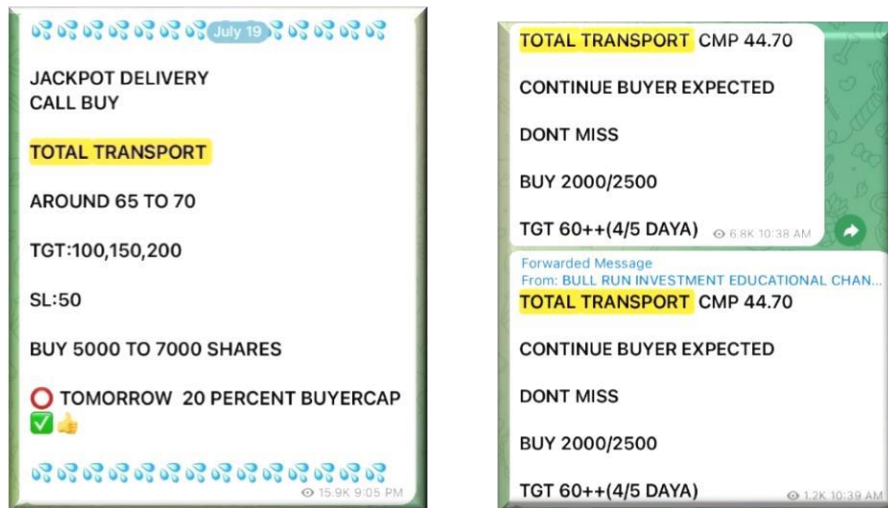 July 19
JACKPOT DELIVERY
CALL BUY
TOTAL TRANSPORT
AROUND 65 TO 70
TGT:100,150,200
SL:50
BUY 5000 TO 7000 SHARES
TOMORROW 20 PERCENT BUYERCAP
15.9K 9:05 PM
TOTAL TRANSPORT CMP 44.70
CONTINUE BUYER EXPECTED
DONT MISS
BUY 2000/2500
TGT 60++(4/5 DAYA) 6.8K 10:38 AM
Forwarded Message
From: BULL RUN INVESTMENT EDUCATIONAL CHAN...
TOTAL TRANSPORT CMP 44.70
CONTINUE BUYER EXPECTED
DONT MISS
BUY 2000/2500
TGT 60++(4/5 DAYA) 1.2K 10:39 AM